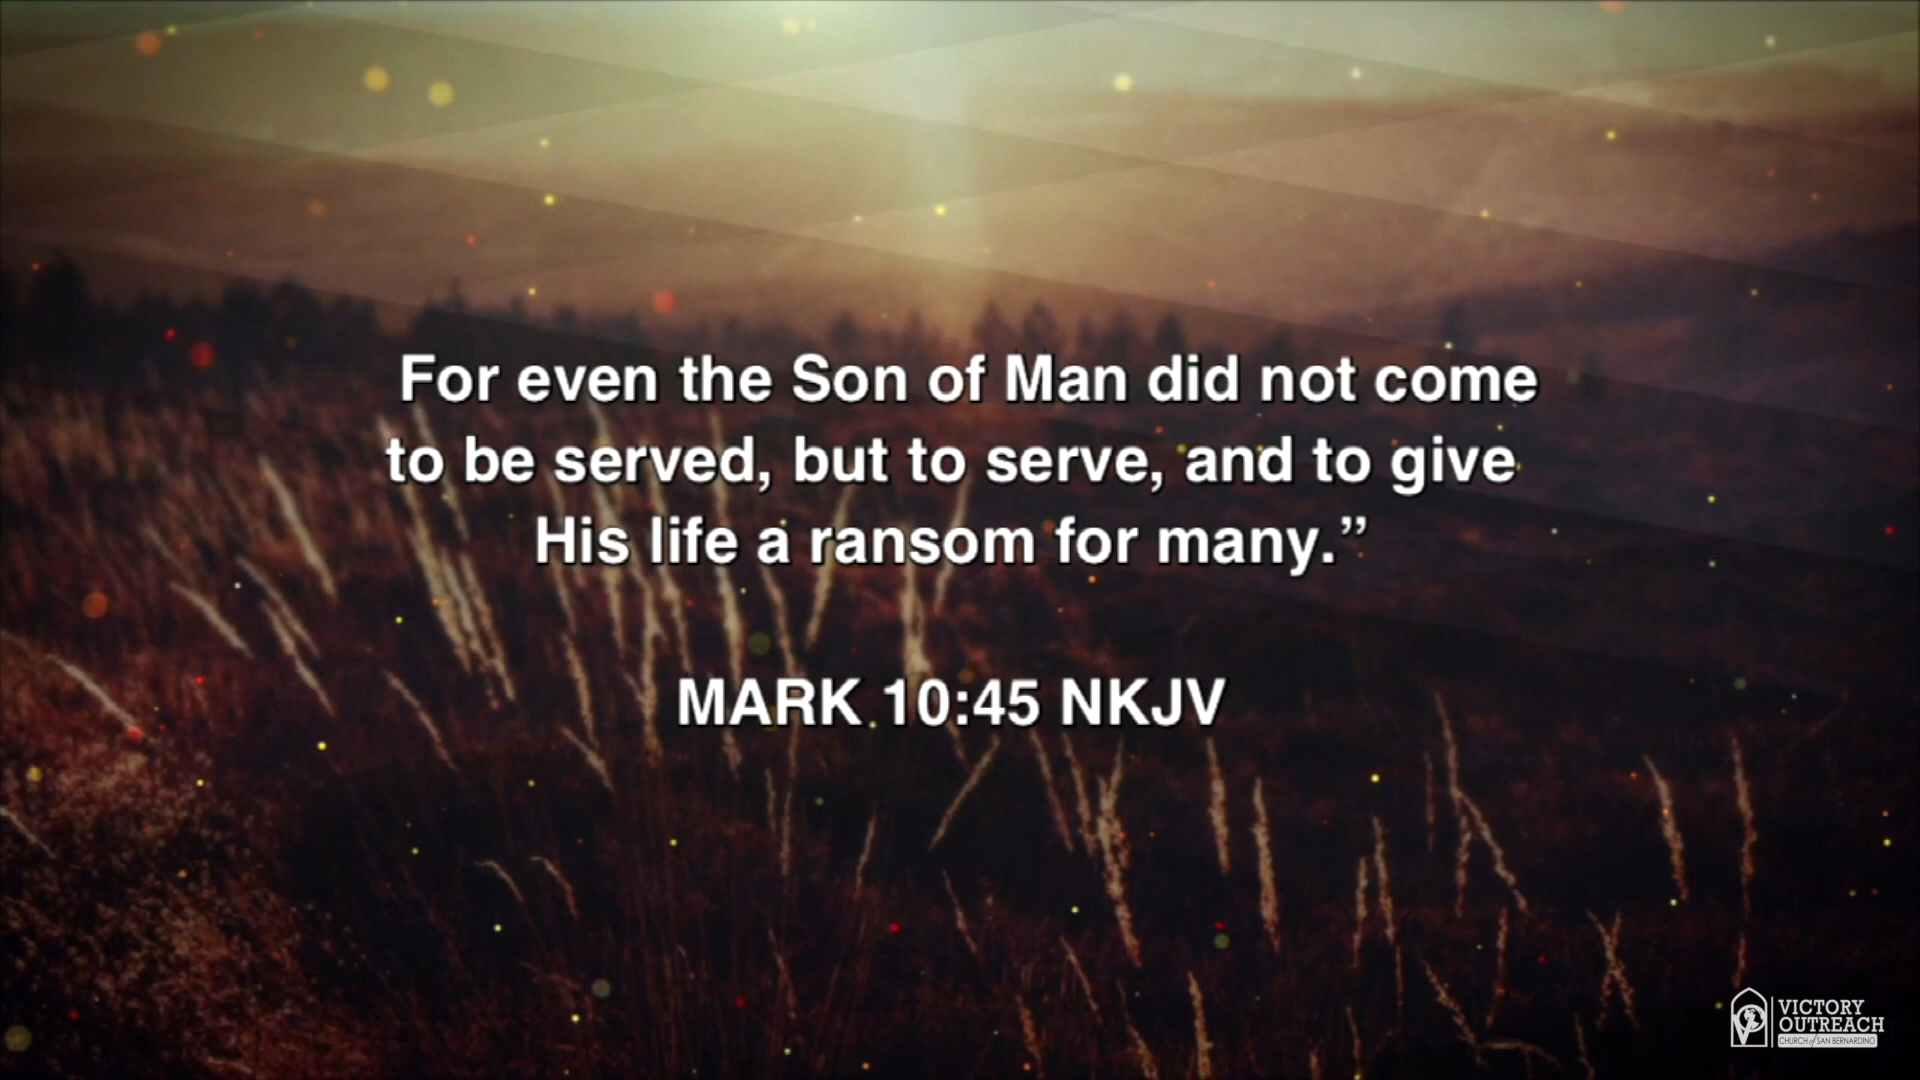 For even the Son of Man did not come
to be served, but to serve, and to give
His life a ransom for many.”
MARK 10:45 NKJV
VICTORY
OUTREACH
CHURCH of SAN BERNARDINO